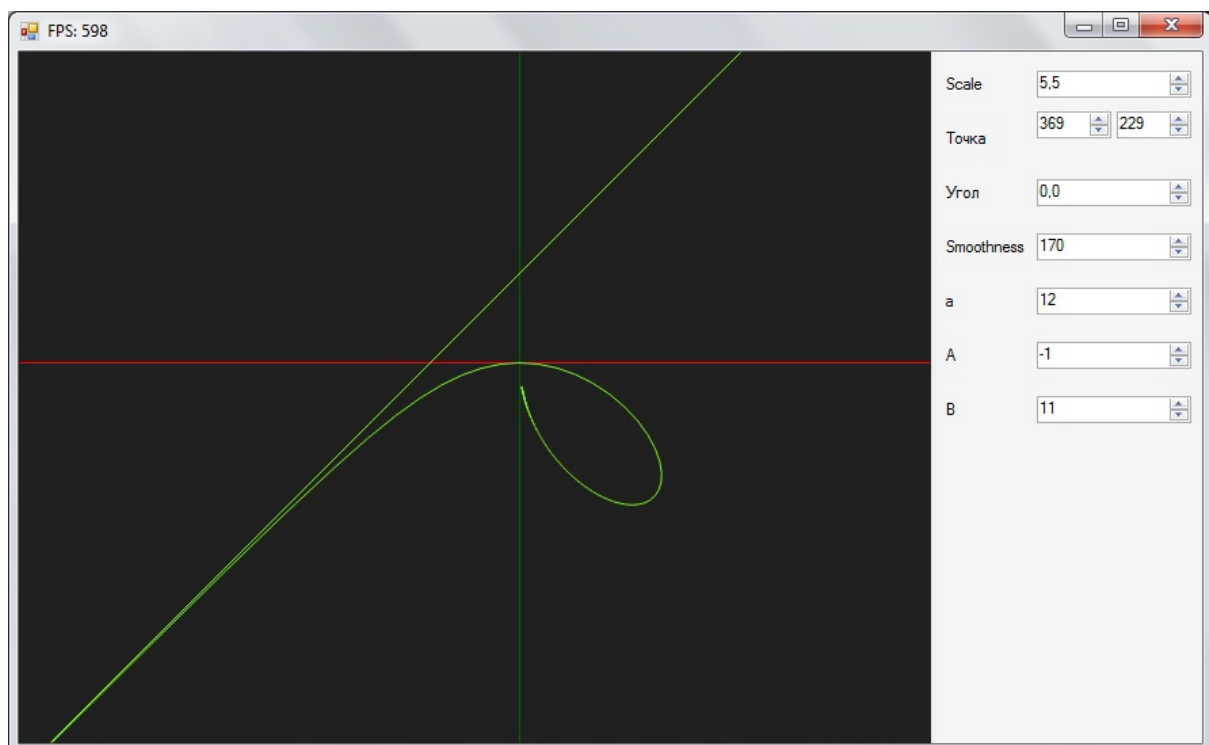 FPS: 598
Scale 5,5
Точка 369 229
Угол 0,0
Smoothness 170
a 12
A -1
B 11